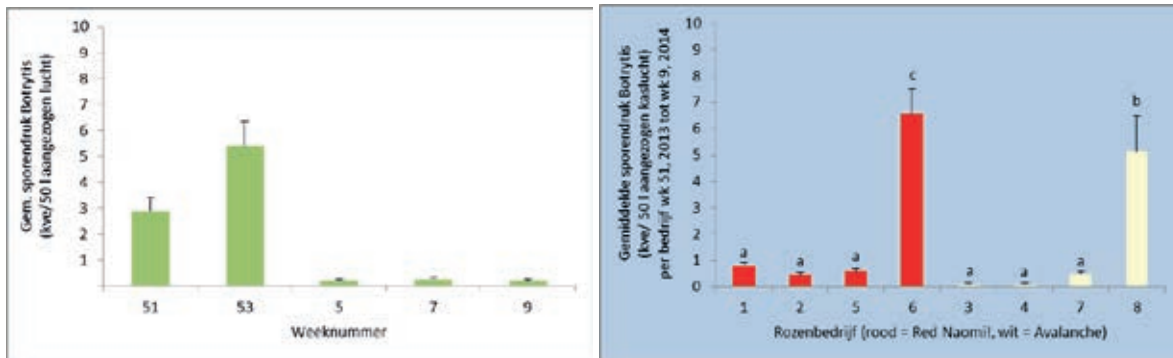 Gem. sporendruk Botrytis
(kve/50 l aangezogen lucht)
10
9
8
7
6
5
4
3
2
1
51
53
5
7
9
Weeknummer
Gemiddelde sporendruk Botrytis
(kve/ 50 l aangezogen kaslucht)
per bedrijf wk 51, 2013 tot wk 9, 2014
10
9
8
7
6
5
4
3
2
1
0
a
a
a
c
a
a
a
b
1
2
5
6
3
4
7
8
Rozenbedrijf (rood = Red Naomi!, wit = Avalanche)